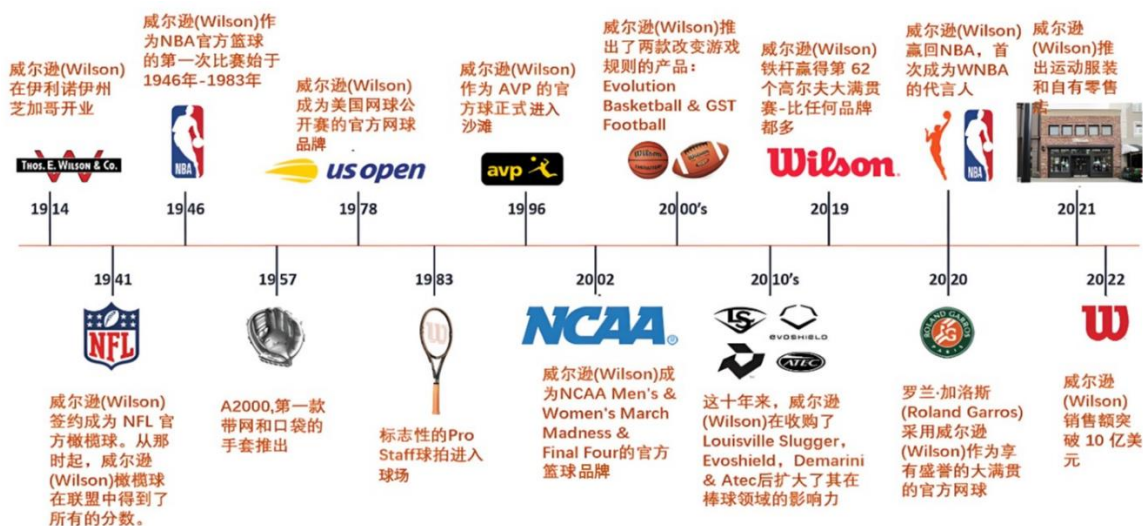 威尔逊(Wilson)
在伊利诺伊州
芝加哥开业
THOS. E. WILSON & CO.
1914
威尔逊(Wilson)作
为NBA官方篮球
的第一次比赛始于
1946年-1983年
NBA
1946
威尔逊(Wilson)
成为美国网球公
开赛的官方网球
品牌
us open
1978
威尔逊(Wilson)
作为 AVP 的官
方球正式进入
沙滩
avp
1996
威尔逊(Wilson)推
出了两款改变游戏
规则的产品：
Evolution
Basketball & GST
Football
Wilson
Wilson
2000's
威尔逊(Wilson)
铁杆赢得第 62
个高尔夫大满贯
赛-比任何品牌
都多
Wilson
2019
威尔逊(Wilson)
赢回NBA，首
次成为WNBA
的代言人
NBA
威尔逊
(Wilson)推
出运动服装
和自有零售
店
2021
1941
NFL
威尔逊(Wilson)
签约成为 NFL 官
方橄榄球。从那
时起，威尔逊
(Wilson)橄榄球
在联盟中得到了
所有的分数。
1957
A2000,第一款
带网和口袋的
手套推出
1983
W
标志性的Pro
Staff球拍进入
球场
2002
NCAA®
威尔逊(Wilson)成
为NCAA Men's &
Women's March
Madness &
Final Four的官方
篮球品牌
2010's
LS
EVOSHIELD
ATEC
这十年来，威尔逊
(Wilson)在收购了
Louisville Slugger，
Evoshield，Demarini
& Atec后扩大了其在
棒球领域的影响力
2020
ROLAND GARROS
PARIS
罗兰·加洛斯
(Roland Garros)
采用威尔逊
(Wilson)作为享有
盛誉的大满贯
的官方网球
2022
W
威尔逊
(Wilson)
销售额突
破 10 亿美
元